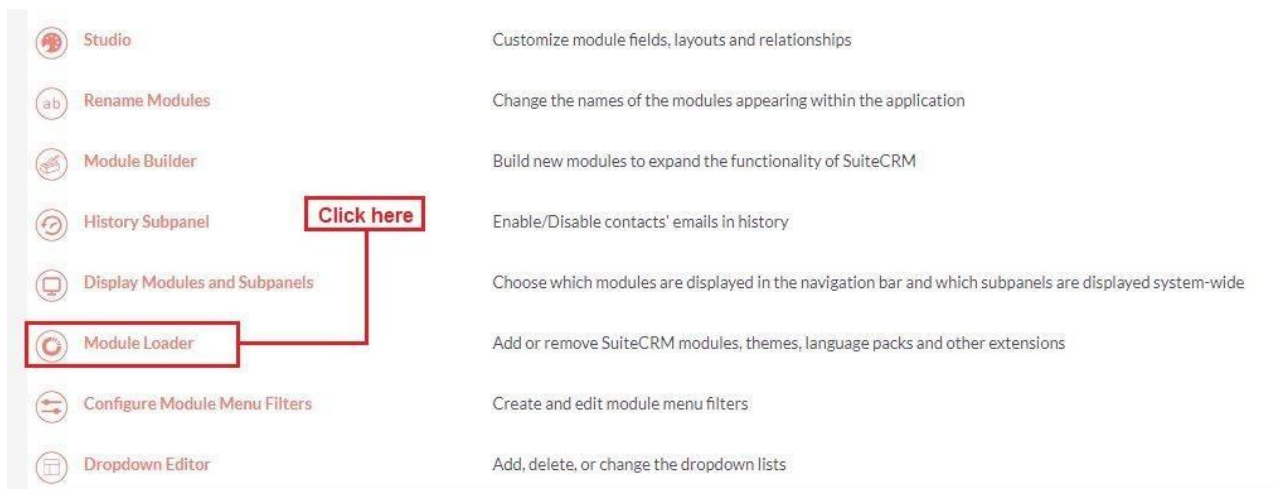 Studio Customize module fields, layouts and relationships
ab Rename Modules Change the names of the modules appearing within the application
Module Builder Build new modules to expand the functionality of SuiteCRM
Click here
History Subpanel Enable/Disable contacts' emails in history
Display Modules and Subpanels Choose which modules are displayed in the navigation bar and which subpanels are displayed system-wide
Module Loader Add or remove SuiteCRM modules, themes, language packs and other extensions
Configure Module Menu Filters Create and edit module menu filters
Dropdown Editor Add, delete, or change the dropdown lists